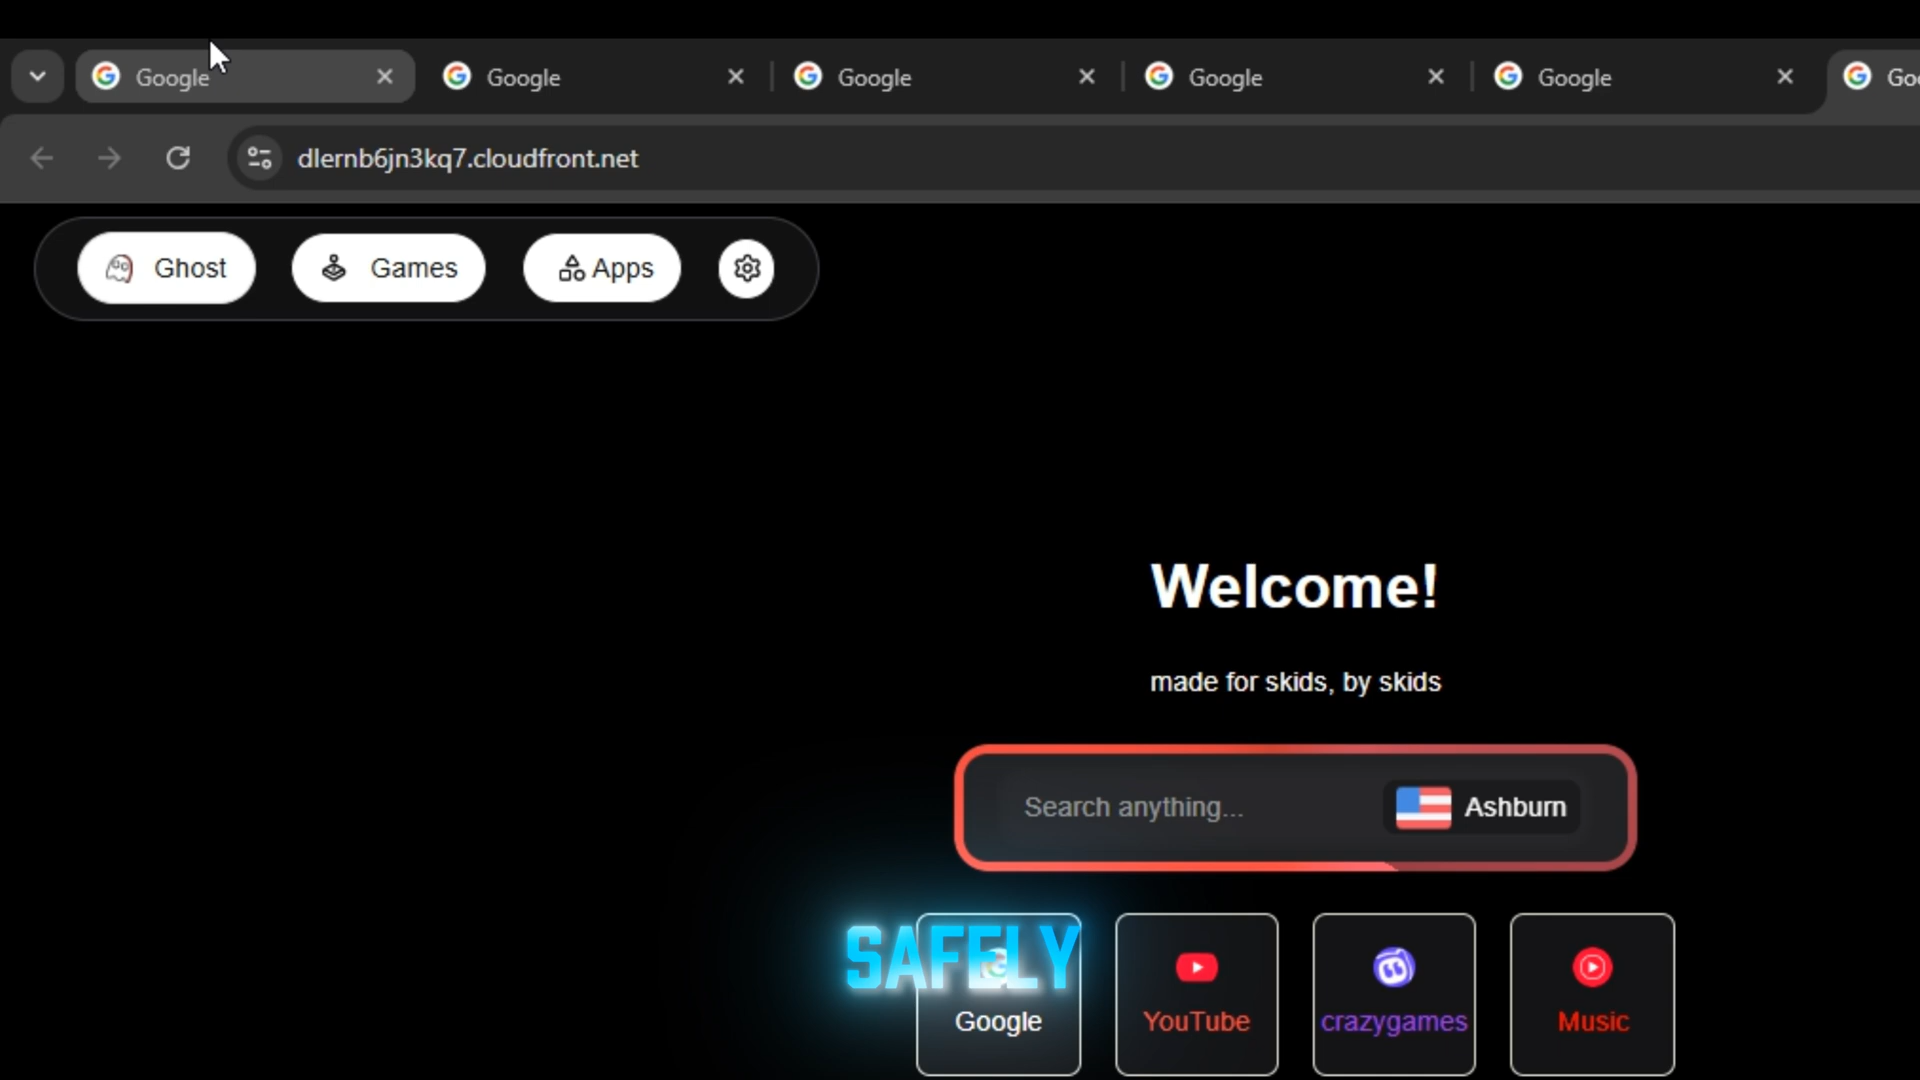 Google
Google
Google
Google
Google
Goo
dlernb6jn3kq7.cloudfront.net
Ghost
Games
Apps
Welcome!
made for skids, by skids
Search anything...
Ashburn
SAFELY
Google
YouTube
crazygames
Music